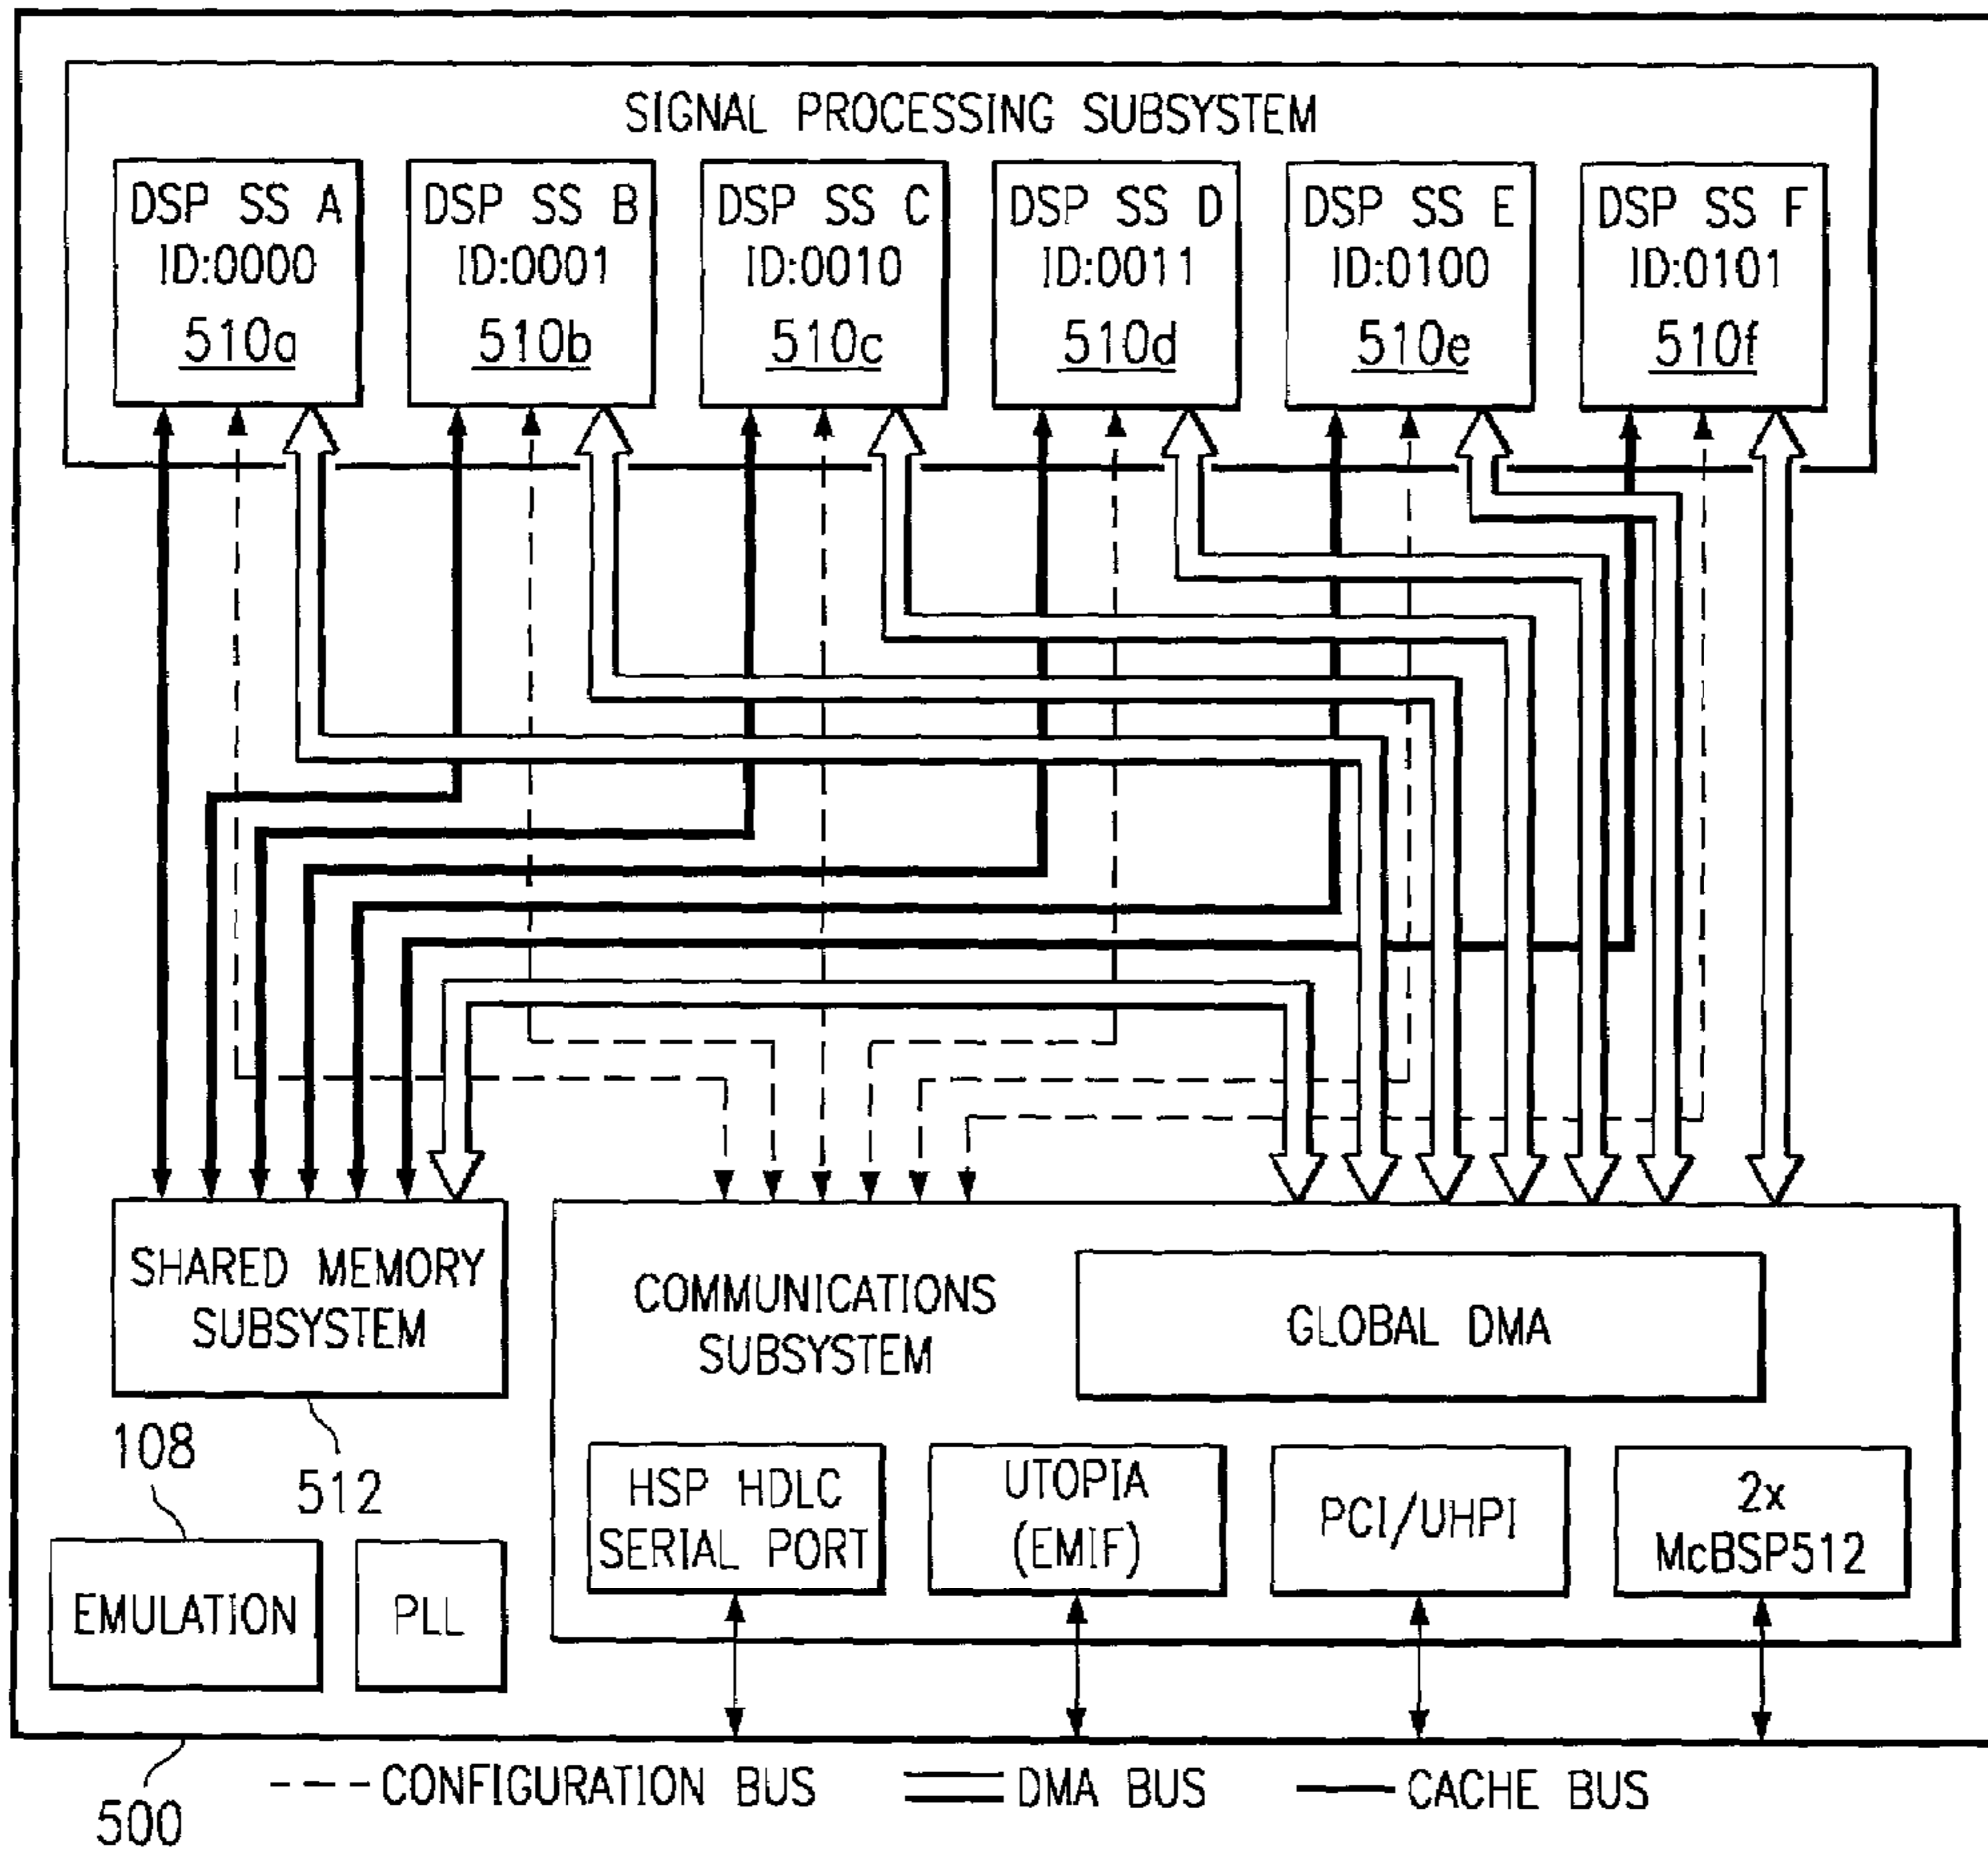 SIGNAL PROCESSING SUBSYSTEM
DSP SS A
ID:0000
510a
DSP SS B
ID:0001
510b
DSP SS C
ID:0010
510c
DSP SS D
ID:0011
510d
DSP SS E
ID:0100
510e
DSP SS F
ID:0101
510f
SHARED MEMORY
SUBSYSTEM
512
COMMUNICATIONS
SUBSYSTEM
GLOBAL DMA
HSP HDLC
SERIAL PORT
UTOPIA
(EMIF)
PCI/UHPI
2x
McBSP512
108
EMULATION
PLL
500
CONFIGURATION BUS
DMA BUS
CACHE BUS